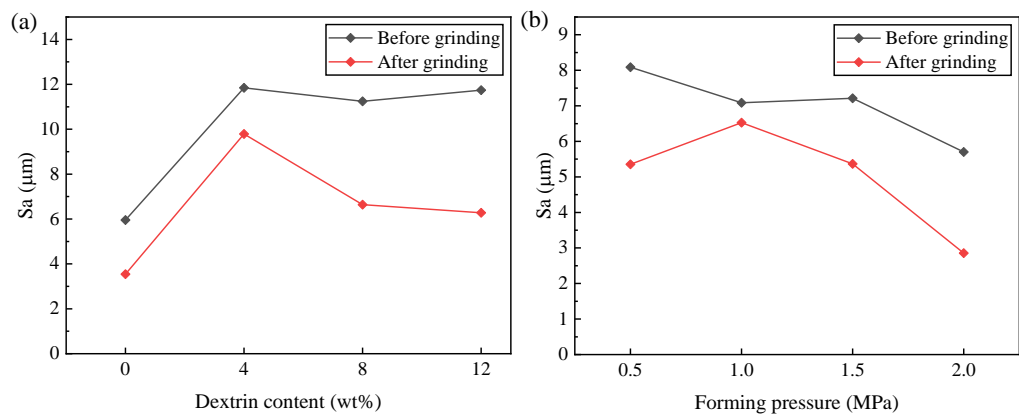 (a)
14
12
10
8
6
4
2
0
Sa (μm)
Before grinding
After grinding
0 4 8 12
Dextrin content (wt%)
(b)
9
8
7
6
5
4
3
2
1
0
Sa (μm)
Before grinding
After grinding
0.5 1.0 1.5 2.0
Forming pressure (MPa)